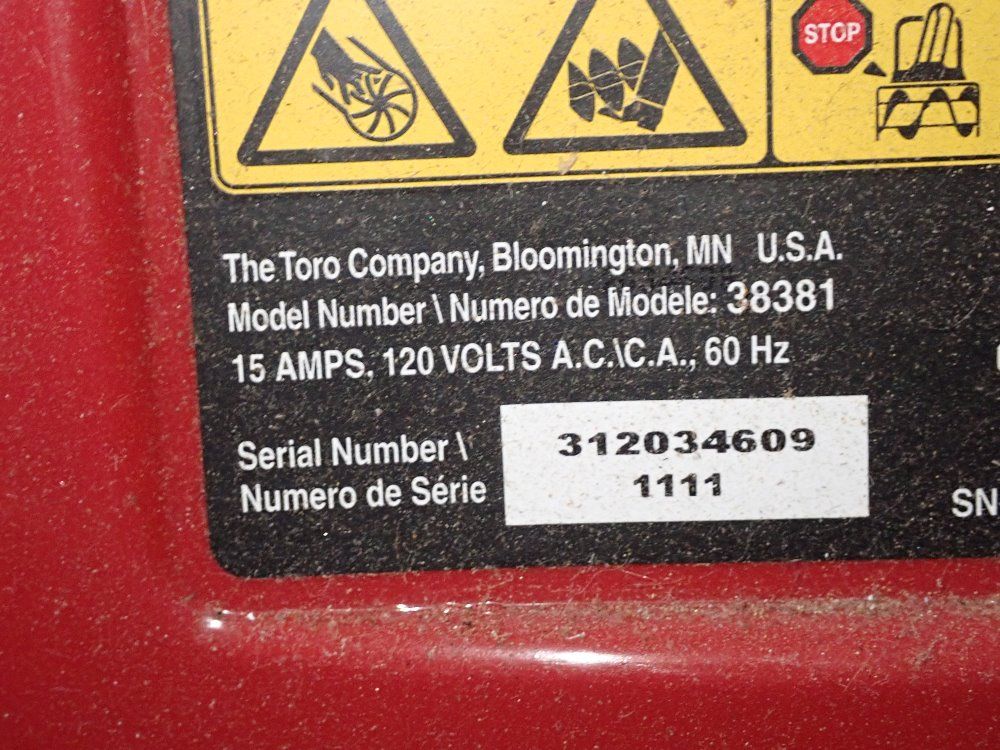 STOP
The Toro Company, Bloomington, MN U.S.A.
Model Number \ Numero de Modele: 38381
15 AMPS, 120 VOLTS A.C.\C.A., 60 Hz
Serial Number \
Numero de Série
312034609
1111
SN